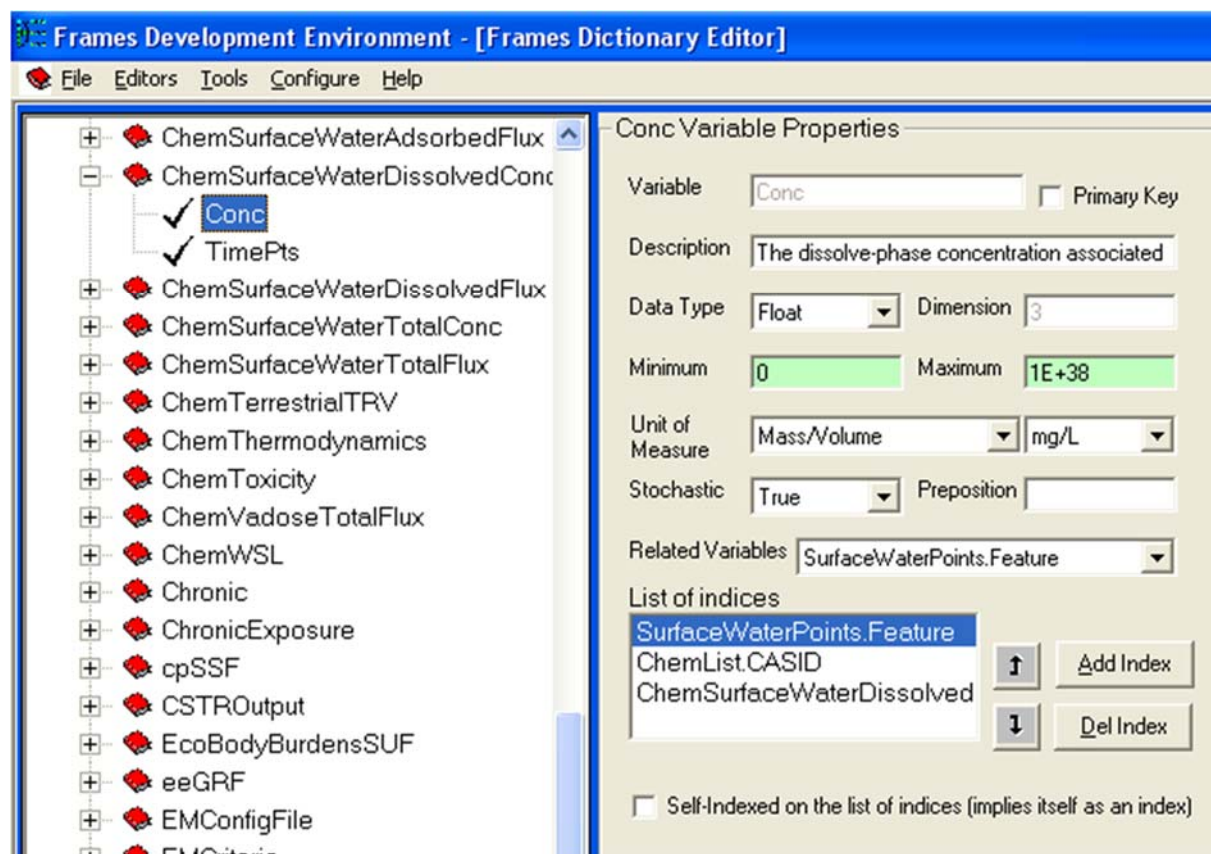 Frames Development Environment - [Frames Dictionary Editor]
File Editors Tools Configure Help
ChemSurfaceWaterAdsorbedFlux
ChemSurfaceWaterDissolvedConc
Conc
TimePts
ChemSurfaceWaterDissolvedFlux
ChemSurfaceWaterTotalConc
ChemSurfaceWaterTotalFlux
ChemTerrestrialTRV
ChemThermodynamics
ChemToxicity
ChemVadoseTotalFlux
ChemWSL
Chronic
ChronicExposure
cpSSF
CSTROutput
EcoBodyBurdensSUF
eeGRF
EMConfigFile
Conc Variable Properties
Variable Conc Primary Key
Description The dissolve-phase concentration associated
Data Type Float Dimension 3
Minimum 0 Maximum 1E+38
Unit of
Measure Mass/Volume mg/L
Stochastic True Preposition
Related Variables SurfaceWaterPoints.Feature
List of indices
SurfaceWaterPoints.Feature
ChemList.CASID
ChemSurfaceWaterDissolved
Add Index
Del Index
Self-Indexed on the list of indices (implies itself as an index)